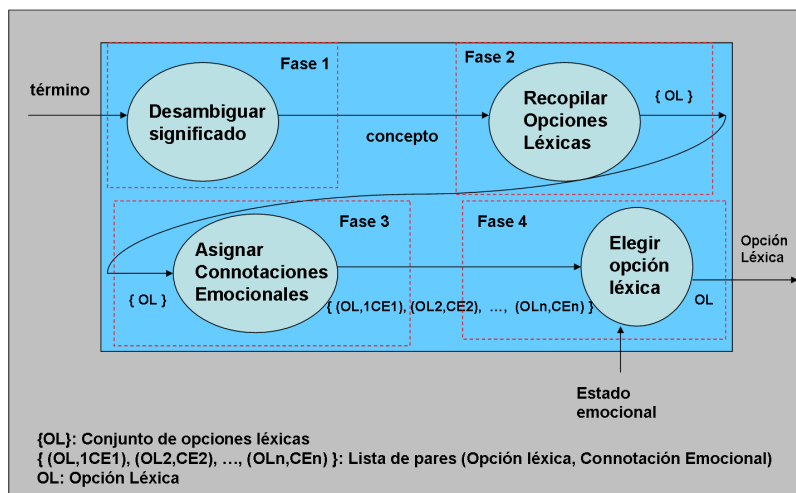 Fase 1
Fase 2
término
Desambiguar
significado
concepto
Recopilar
Opciones
Léxicas
{ OL }
Fase 3
Fase 4
Asignar
Connotaciones
Emocionales
{ OL }
{ (OL,1CE1), (OL2,CE2), …, (OLn,CEn) }
Elegir
opción
léxica
OL
Opción
Léxica
Estado
emocional
{OL}: Conjunto de opciones léxicas
{ (OL,1CE1), (OL2,CE2), …, (OLn,CEn) }: Lista de pares (Opción léxica, Connotación Emocional)
OL: Opción Léxica